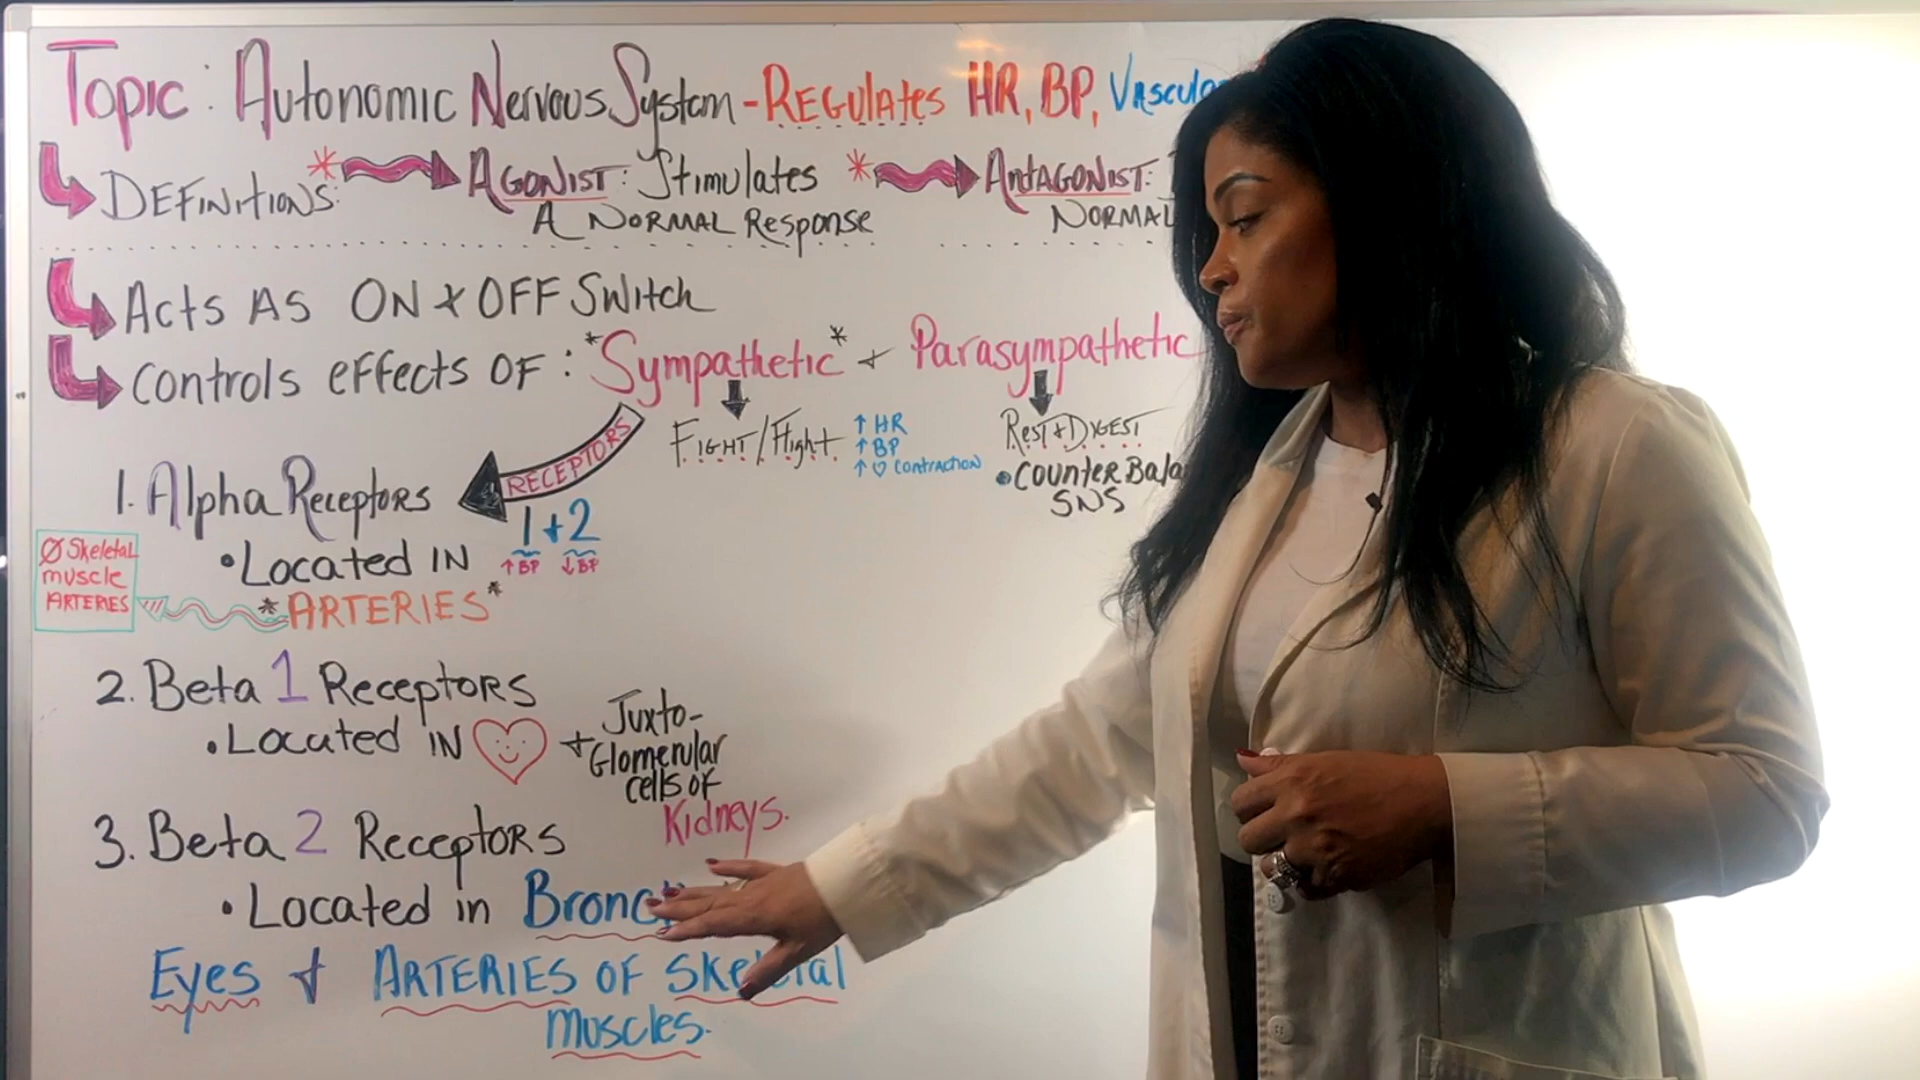 Topic: Autonomic Nervous System - REGULATES HR, BP,
DEFINITIONS: * AGONIST: Stimulates * ANTAGONIST:
A NORMAL Response NORMAL
Acts AS ON & OFF Switch
Controls effects OF: *Sympathetic* + Parasympathetic
FIGHT/Flight ↑ HR Rest + DIGEST
↑ BP
↑ ♡ Contraction
RECEPTORS
• Counter
SNS
1. Alpha Receptors 1 + 2
↑ BP ↓ BP
• Located IN
*ARTERIES*
Ø Skeletal
muscle
ARTERIES
2. Beta 1 Receptors
• Located IN ♡ + Juxto-
Glomerular
cells of
Kidneys.
3. Beta 2 Receptors
• Located in
Eyes + ARTERIES OF Skeletal
Muscles.